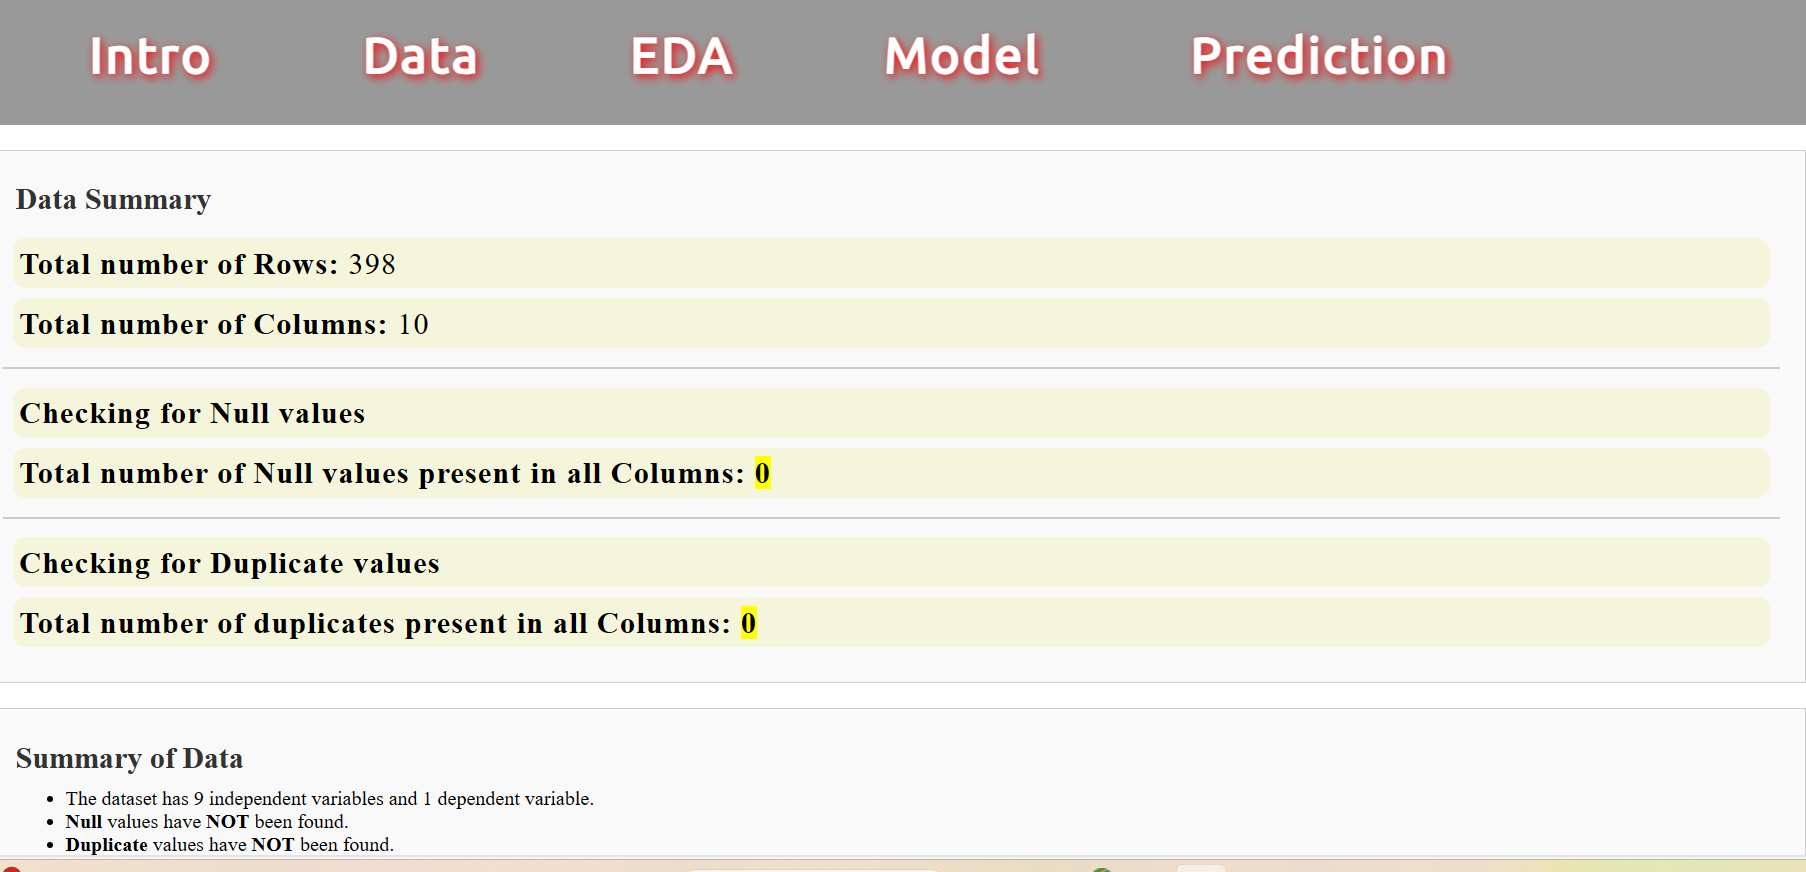 Intro Data EDA Model Prediction
Data Summary
Total number of Rows: 398
Total number of Columns: 10
Checking for Null values
Total number of Null values present in all Columns: 0
Checking for Duplicate values
Total number of duplicates present in all Columns: 0
Summary of Data
• The dataset has 9 independent variables and 1 dependent variable.
• Null values have NOT been found.
• Duplicate values have NOT been found.